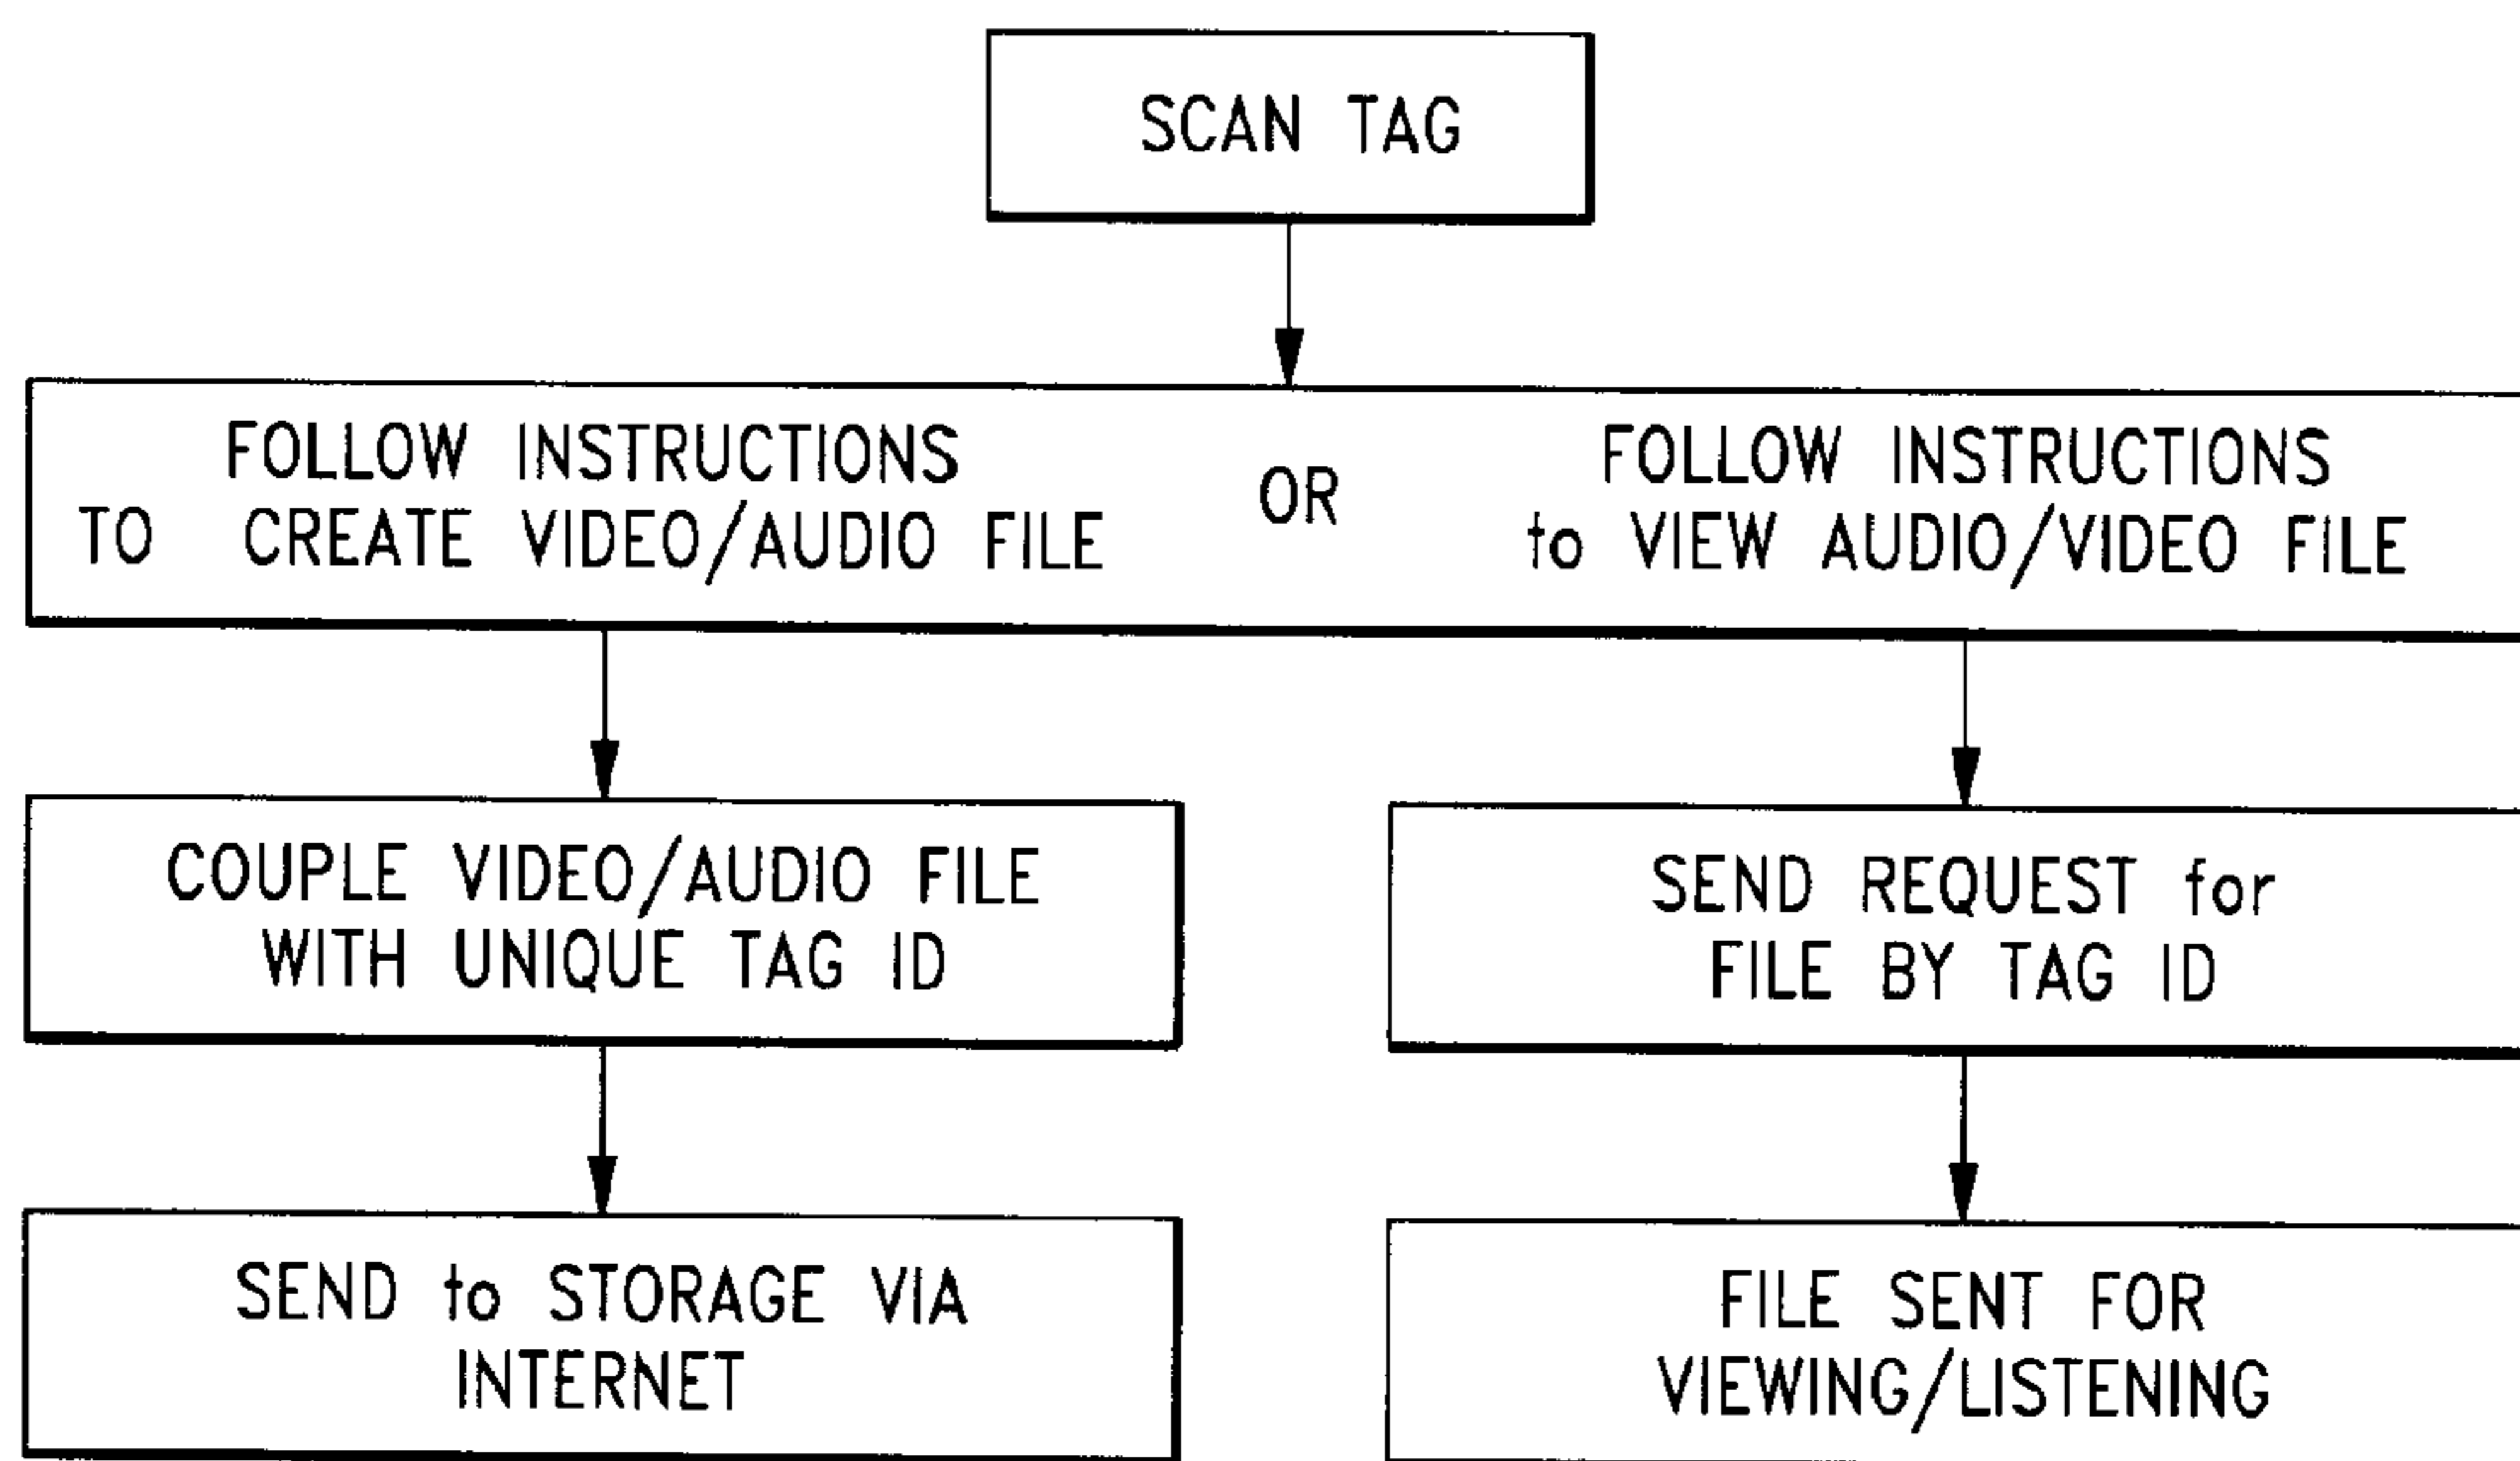 SCAN TAG
FOLLOW INSTRUCTIONS
TO CREATE VIDEO/AUDIO FILE
OR
FOLLOW INSTRUCTIONS
to VIEW AUDIO/VIDEO FILE
COUPLE VIDEO/AUDIO FILE
WITH UNIQUE TAG ID
SEND REQUEST for
FILE BY TAG ID
SEND to STORAGE VIA
INTERNET
FILE SENT FOR
VIEWING/LISTENING